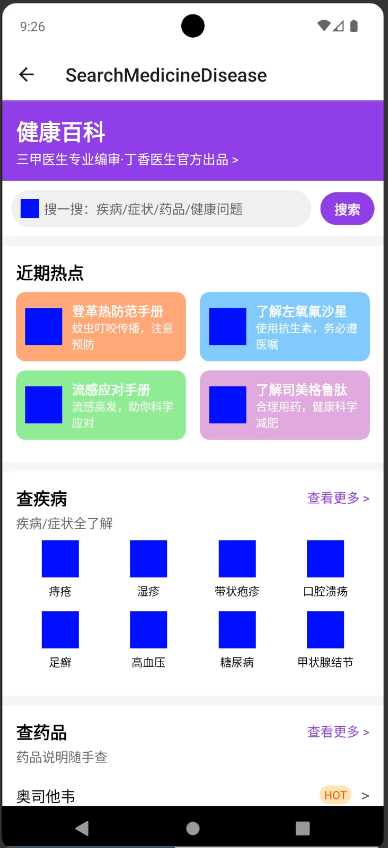 9:26
SearchMedicineDisease
健康百科
三甲医生专业编审·丁香医生官方出品 >
搜一搜：疾病/症状/药品/健康问题
搜索
近期热点
登革热防范手册
蚊虫叮咬传播，注意
预防
了解左氧氟沙星
使用抗生素，务必遵
医嘱
流感应对手册
流感高发，助你科学
应对
了解司美格鲁肽
合理用药，健康科学
减肥
查疾病
查看更多 >
疾病/症状全了解
痔疮
湿疹
带状疱疹
口腔溃疡
足癣
高血压
糖尿病
甲状腺结节
查药品
查看更多 >
药品说明随手查
奥司他韦
HOT >